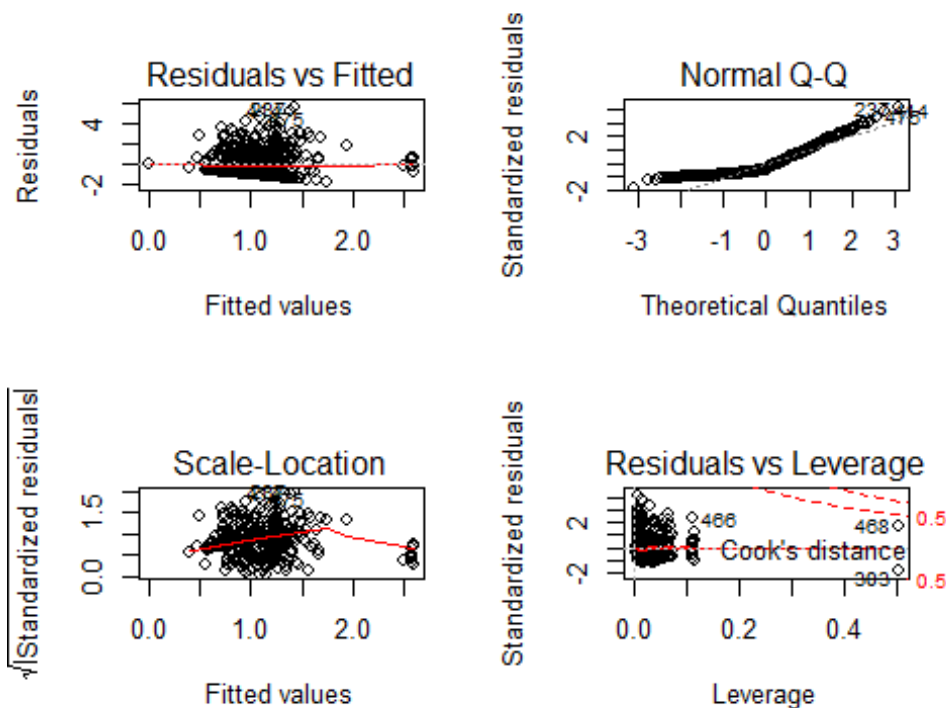 Residuals vs Fitted
Residuals
4
-2
0.0
1.0
2.0
Fitted values
Normal Q-Q
Standardized residuals
2
-2
-3
-1
0
1
2
3
Theoretical Quantiles
Scale-Location
√|Standardized residuals|
1.5
0.0
0.0
1.0
2.0
Fitted values
Residuals vs Leverage
Standardized residuals
2
-2
466
468
Cook's distance
383
0.5
0.5
0.0
0.2
0.4
Leverage